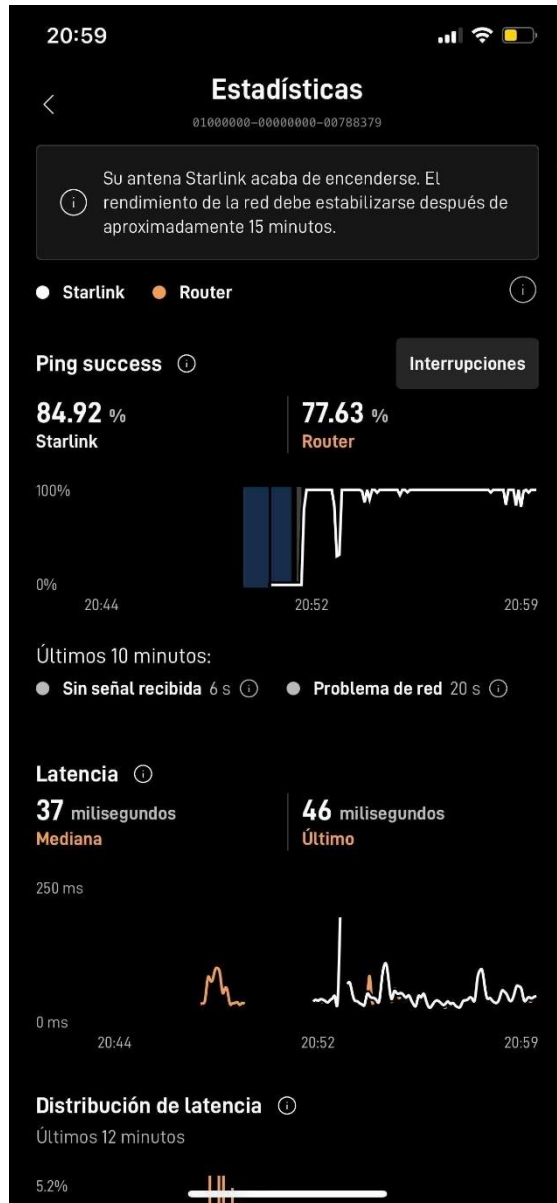 20:59
Estadísticas
01000000-00000000-00788379
Su antena Starlink acaba de encenderse. El
rendimiento de la red debe estabilizarse después de
aproximadamente 15 minutos.
Starlink Router
Ping success
Interrupciones
84.92 % 77.63 %
Starlink Router
100%
0%
20:44 20:52 20:59
Últimos 10 minutos:
Sin señal recibida 6 s Problema de red 20 s
Latencia
37 milisegundos 46 milisegundos
Mediana Último
250 ms
0 ms
20:44 20:52 20:59
Distribución de latencia
Últimos 12 minutos
5.2%